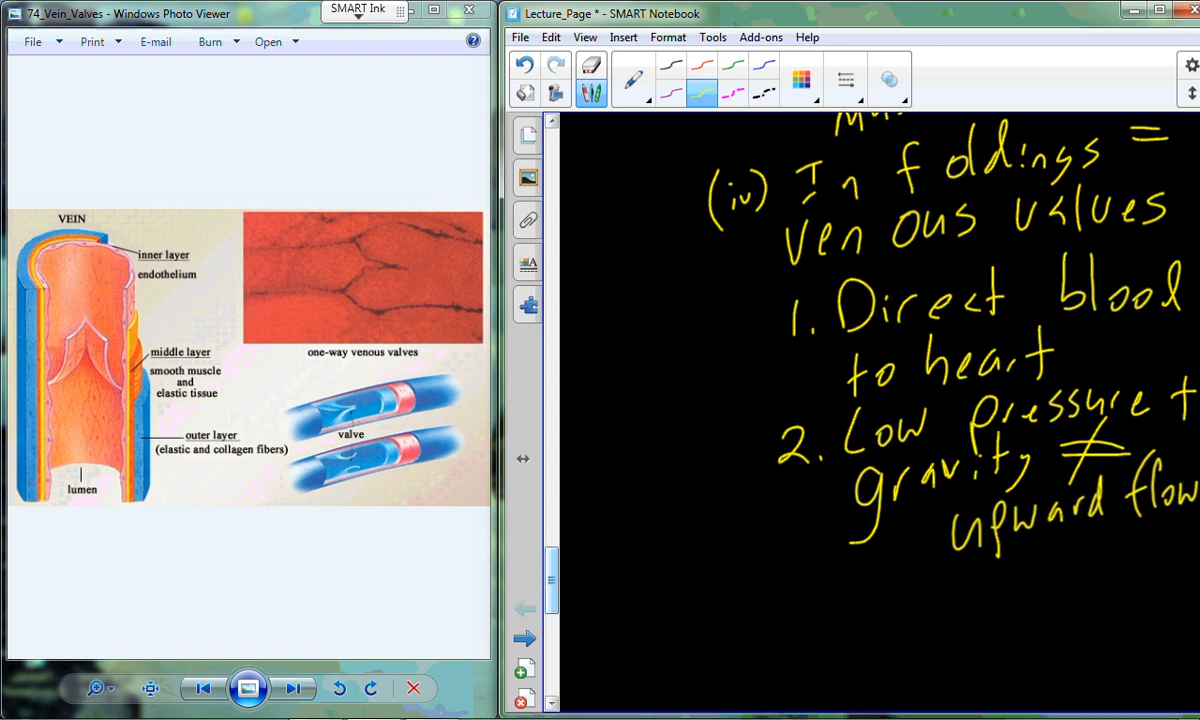 74_Vein_Valves - Windows Photo Viewer
SMART Ink
File Print E-mail Burn Open
VEIN
inner layer
endothelium
middle layer
smooth muscle
and
elastic tissue
outer layer
(elastic and collagen fibers)
lumen
one-way venous valves
valve
Lecture_Page * - SMART Notebook
File Edit View Insert Format Tools Add-ons Help
(iv) In foldings =
venous valves
1. Direct blood
to heart
2. Low pressure +
gravity ≠
upward flow